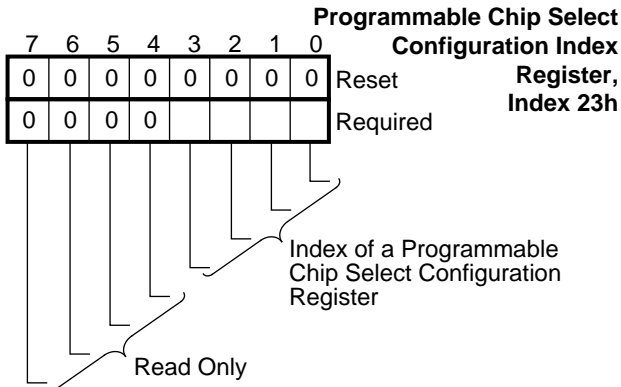 Programmable Chip Select
Configuration Index
Register,
Index 23h
7 6 5 4 3 2 1 0
0 0 0 0 0 0 0 0 Reset
0 0 0 0 Required
Index of a Programmable
Chip Select Configuration
Register
Read Only